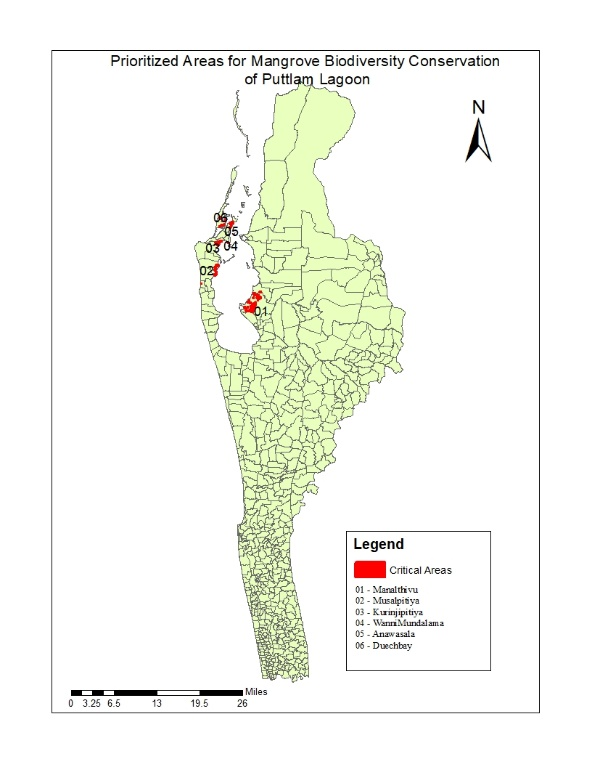 Prioritized Areas for Mangrove Biodiversity Conservation
of Puttlam Lagoon
N
06
05
03 04
02
01
Legend
Critical Areas
01 - Manalthivu
02 - Musalpitiya
03 - Kurinjipitiya
04 - WanniMundalama
05 - Anawasala
06 - Duechbay
Miles
0 3.25 6.5 13 19.5 26